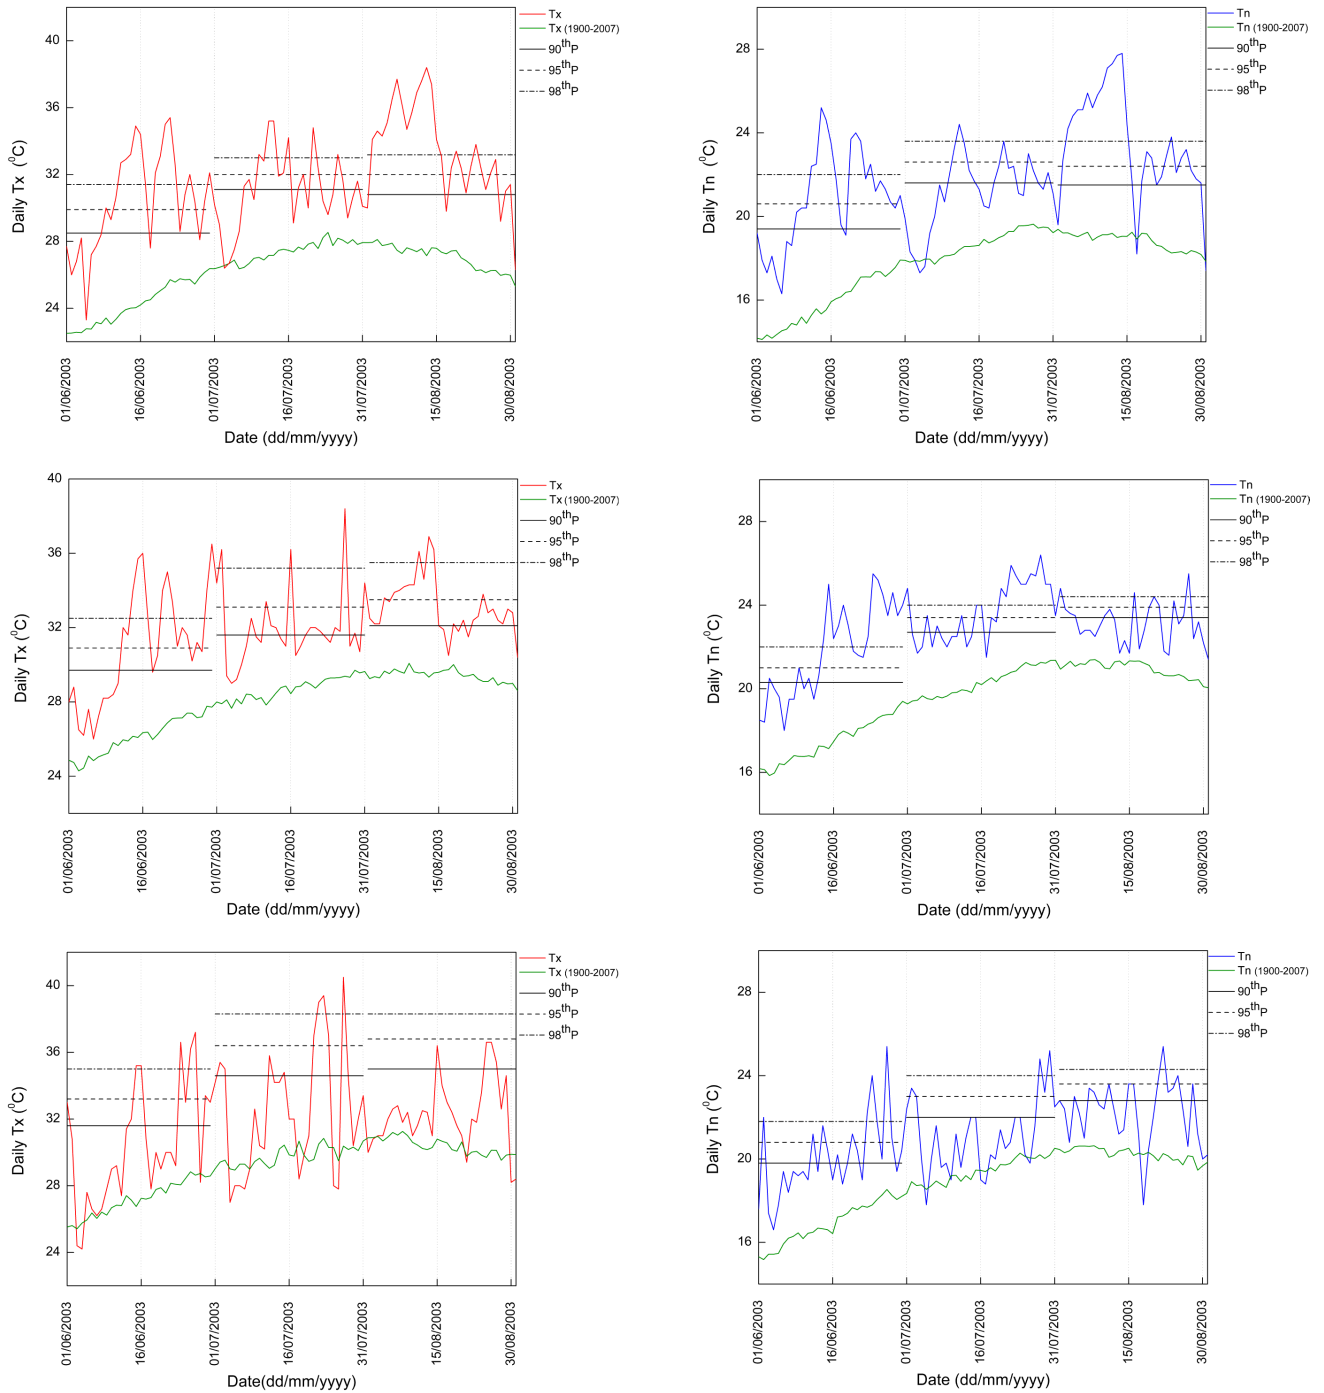 Tx
Tx (1900-2007)
90thP
95thP
98thP
40
36
32
28
24
Daily Tx (0C)
01/06/2003
16/06/2003
01/07/2003
16/07/2003
31/07/2003
15/08/2003
30/08/2003
Date (dd/mm/yyyy)
Tn
Tn (1900-2007)
90thP
95thP
98thP
28
24
20
16
Daily Tn (0C)
01/06/2003
16/06/2003
01/07/2003
16/07/2003
31/07/2003
15/08/2003
30/08/2003
Date (dd/mm/yyyy)
Tx
Tx (1900-2007)
90thP
95thP
98thP
40
36
32
28
24
Daily Tx (0C)
01/06/2003
16/06/2003
01/07/2003
16/07/2003
31/07/2003
15/08/2003
30/08/2003
Date (dd/mm/yyyy)
Tn
Tn (1900-2007)
90thP
95thP
98thP
28
24
20
16
Daily Tn (0C)
01/06/2003
16/06/2003
01/07/2003
16/07/2003
31/07/2003
15/08/2003
30/08/2003
Date (dd/mm/yyyy)
Tx
Tx (1900-2007)
90thP
95thP
98thP
40
36
32
28
24
Daily Tx (0C)
01/06/2003
16/06/2003
01/07/2003
16/07/2003
31/07/2003
15/08/2003
30/08/2003
Date(dd/mm/yyyy)
Tn
Tn (1900-2007)
90thP
95thP
98thP
28
24
20
16
Daily Tn (0C)
01/06/2003
16/06/2003
01/07/2003
16/07/2003
31/07/2003
15/08/2003
30/08/2003
Date (dd/mm/yyyy)